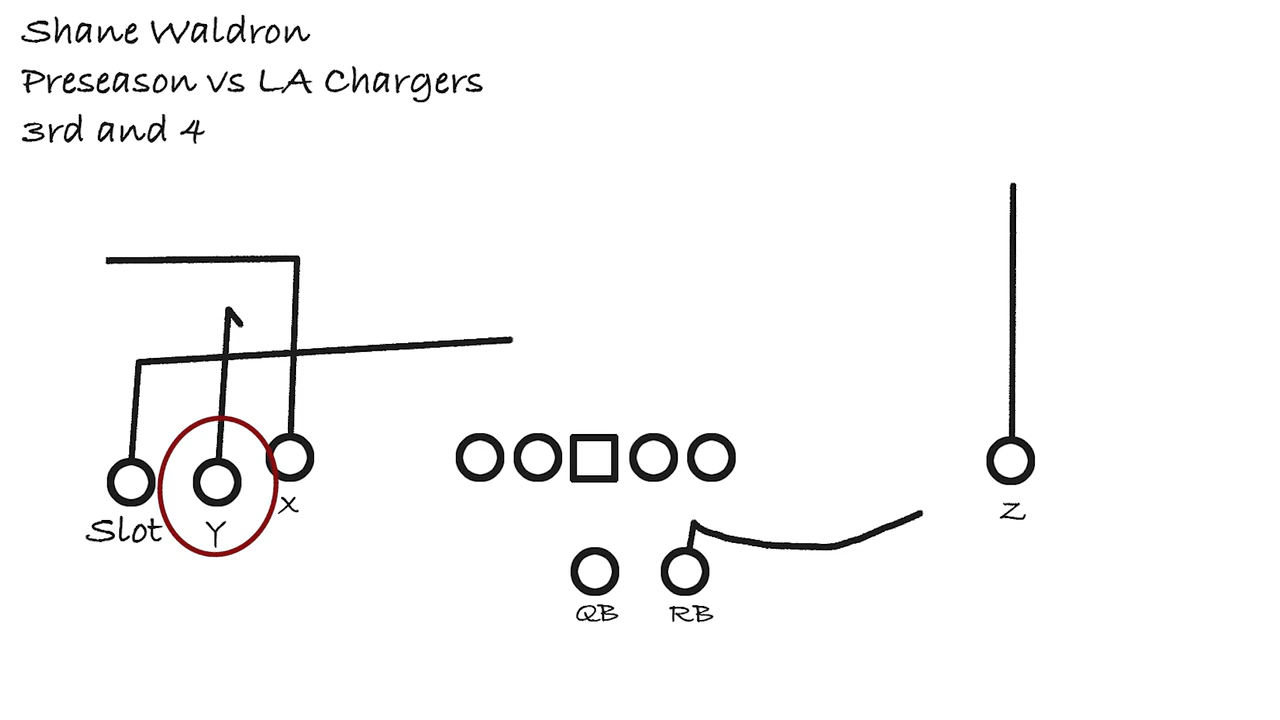 Shane Waldron
Preseason vs LA Chargers
3rd and 4
Slot
Y
X
Z
QB
RB